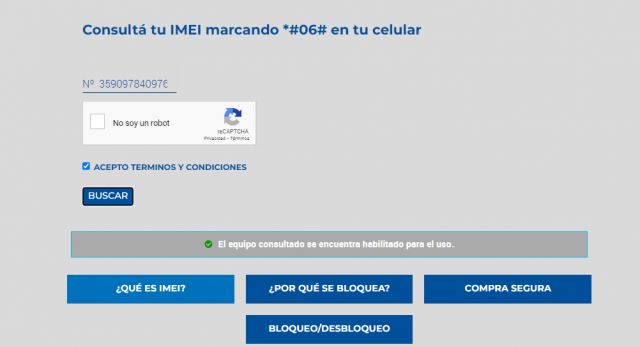 Consultá tu IMEI marcando *#06# en tu celular
Nº 35909784097
No soy un robot
reCAPTCHA
Privacidad - Términos
ACEPTO TERMINOS Y CONDICIONES
BUSCAR
El equipo consultado se encuentra habilitado para el uso.
¿QUÉ ES IMEI?
¿POR QUÉ SE BLOQUEA?
COMPRA SEGURA
BLOQUEO/DESBLOQUEO